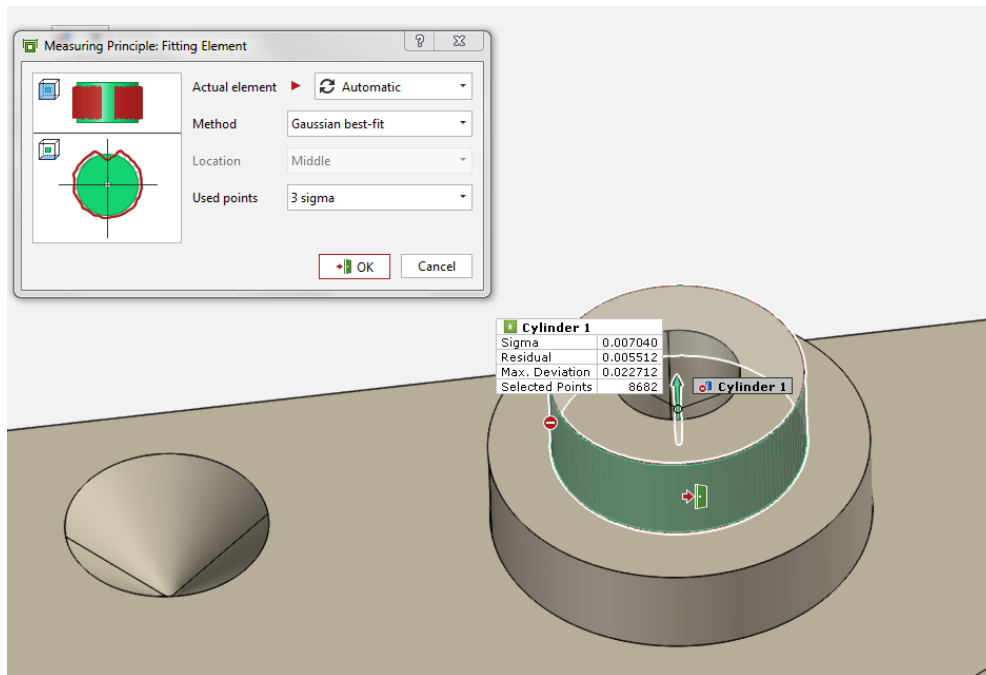 Measuring Principle: Fitting Element
Actual element Automatic
Method Gaussian best-fit
Location Middle
Used points 3 sigma
OK Cancel
Cylinder 1
Sigma 0.007040
Residual 0.005512
Max. Deviation 0.022712
Selected Points 8682
Cylinder 1